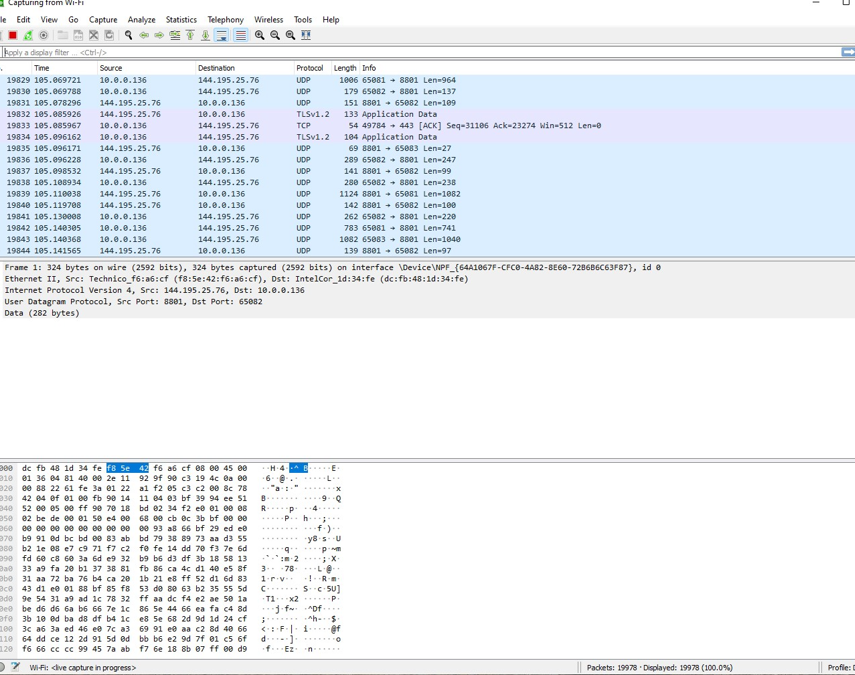 Capturing from Wi-Fi
le Edit View Go Capture Analyze Statistics Telephony Wireless Tools Help
Apply a display filter ... <Ctrl-/>
Time Source Destination Protocol Length Info
19829 105.069721 10.0.0.136 144.195.25.76 UDP 1006 65081 → 8801 Len=964
19830 105.069788 10.0.0.136 144.195.25.76 UDP 179 65082 → 8801 Len=137
19831 105.078296 10.0.0.136 144.195.25.76 UDP 151 8801 → 65082 Len=109
19832 105.085926 144.195.25.76 10.0.0.136 TLSv1.2 133 Application Data
19833 105.085967 10.0.0.136 144.195.25.76 TCP 54 49784 → 443 [ACK] Seq=31106 Ack=23274 Win=512 Len=0
19834 105.096162 144.195.25.76 10.0.0.136 TLSv1.2 104 Application Data
19835 105.096171 144.195.25.76 10.0.0.136 UDP 69 8801 → 65083 Len=27
19836 105.096228 144.195.25.76 10.0.0.136 UDP 289 65082 → 8801 Len=247
19837 105.098532 144.195.25.76 10.0.0.136 UDP 141 8801 → 65082 Len=99
19838 105.108934 10.0.0.136 144.195.25.76 UDP 280 65082 → 8801 Len=238
19839 105.110038 144.195.25.76 10.0.0.136 UDP 1124 8801 → 65081 Len=1082
19840 105.119708 144.195.25.76 10.0.0.136 UDP 142 8801 → 65082 Len=100
19841 105.130008 144.195.25.76 10.0.0.136 UDP 262 8801 → 65082 Len=220
19842 105.140305 144.195.25.76 10.0.0.136 UDP 783 65081 → 8801 Len=741
19843 105.140368 144.195.25.76 10.0.0.136 UDP 1082 65083 → 8801 Len=1040
19844 105.141565 144.195.25.76 10.0.0.136 UDP 139 8801 → 65082 Len=97
Frame 1: 324 bytes on wire (2592 bits), 324 bytes captured (2592 bits) on interface \Device\NPF_{64A1067F-CFC0-4A82-8E60-72B6B6C63F87}, id 0
Ethernet II, Src: Technico_f6:a6:cf (f8:5e:42:f6:a6:cf), Dst: IntelCor_1d:34:fe (dc:fb:48:1d:34:fe)
Internet Protocol Version 4, Src: 144.195.25.76, Dst: 10.0.0.136
User Datagram Protocol, Src Port: 8801, Dst Port: 65082
Data (282 bytes)
000 dc fb 48 1d 34 fe f8 5e 42 f6 a6 cf 08 00 45 00
010 01 36 04 81 40 00 2e 11 92 9f 90 c3 19 4c 0a 00
020 00 88 22 61 fe 3a 01 22 a1 f2 05 c3 c2 00 8c 78
030 42 04 0f 01 00 fb 90 14 11 04 03 bf 39 94 ee 51
040 52 00 05 00 ff 90 70 18 bd 02 34 f2 e0 01 00 08
050 02 be de 00 01 50 e4 00 68 00 cb 0c 3b bf 00 00
060 00 00 00 00 00 00 00 00 93 a8 66 bf 29 ed e0
070 b9 91 0d bc bd 00 83 ab bd 79 38 89 73 aa d3 55
080 b2 1e 08 e7 c9 71 f7 c2 f0 fe 14 dd 70 f3 7e 6d
090 fd 60 c8 60 3a 6d e9 32 b9 b6 d3 df 3b 18 58 13
0a0 33 a9 fa 20 b1 37 38 81 fb 86 ca 4c d1 40 e5 8f
0b0 31 aa 72 ba 76 b4 ca 20 1b 21 e8 ff 52 d1 6d 83
0c0 43 d1 e0 01 88 bf 85 f8 53 d0 80 63 b2 35 55 5d
0d0 9e 54 31 a9 ad 1c 78 32 ff aa dc f4 e2 ae 50 1a
0e0 be d6 d6 6a b6 66 7e 1c 86 5e 44 66 ea fa c4 8d
0f0 3b 10 0d ba d8 df b4 1c e8 5e 68 2d 9d 1d 24 cf
100 3c a6 3a ed 46 e0 7c a3 69 91 e0 aa c2 8d 40 66
110 64 dd ce 12 2d 91 5d 0d bb b6 e2 9d 7f 01 c5 6f
120 f6 66 cc cc 99 45 7a ab f7 6e 18 8b 07 ff 00 d9
Wi-Fi: <live capture in progress>
Packets: 19978 · Displayed: 19978 (100.0%)
Profile: